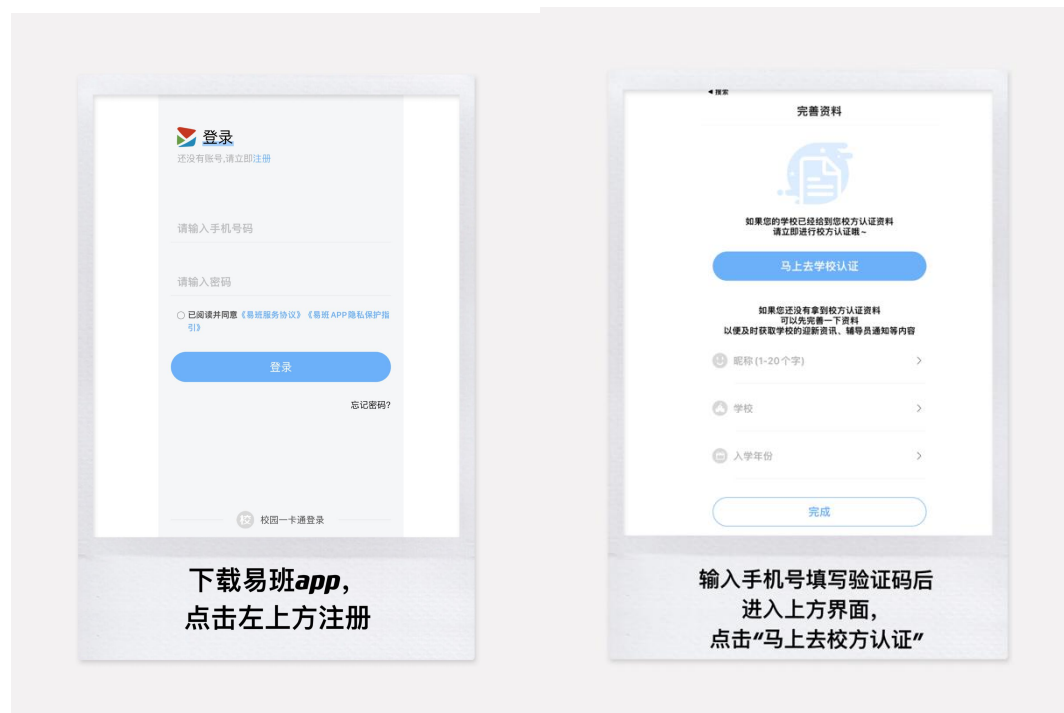 登录
还没有账号,请立即注册
请输入手机号码
请输入密码
已阅读并同意《易班服务协议》《易班APP隐私保护指
引》
登录
忘记密码?
校园一卡通登录
下载易班app，
点击左上方注册
搜索
完善资料
如果您的学校已经给到您校方认证资料
请立即进行校方认证哦~
马上去学校认证
如果您还没有拿到校方认证资料
可以先完善一下资料
以便及时获取学校的迎新资讯、辅导员通知等内容
昵称(1-20个字)
学校
入学年份
完成
输入手机号填写验证码后
进入上方界面，
点击"马上去校方认证"